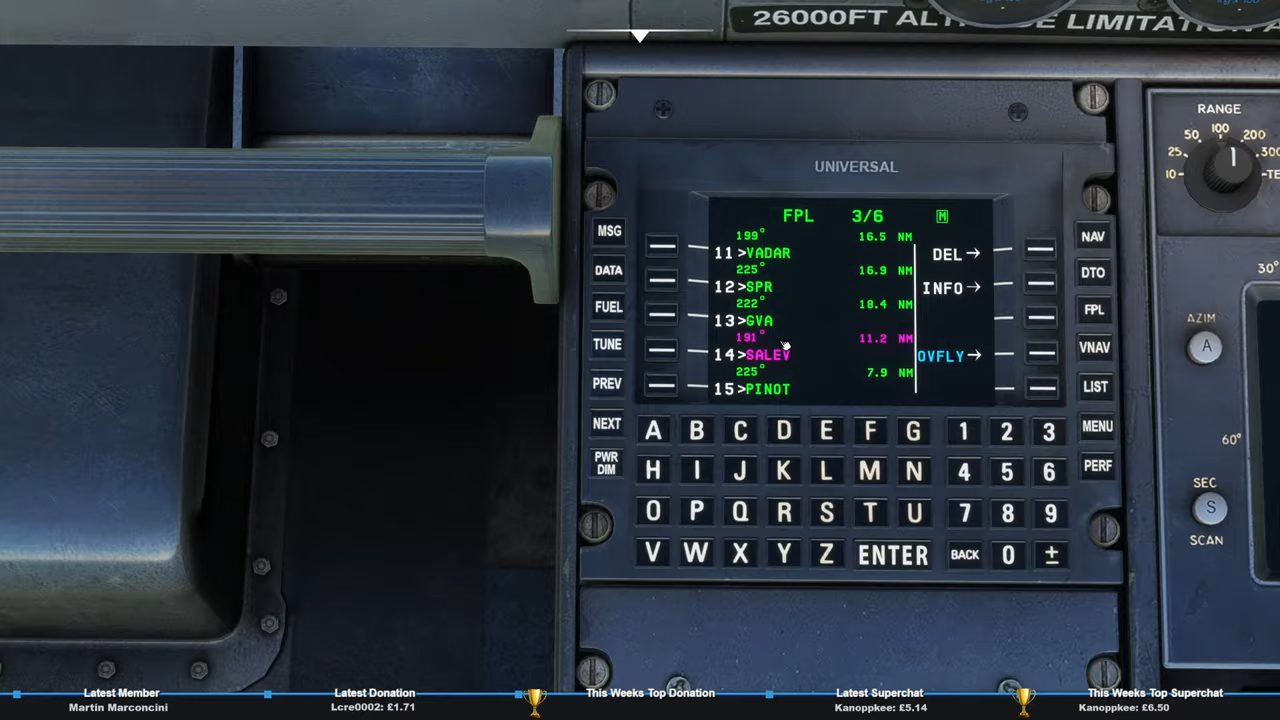 26000FT ALTITUDE LIMITATION
UNIVERSAL
FPL 3/6 M
199° 16.5 NM
11 >VADAR DEL→
225° 16.9 NM
12 >SPR INFO→
222° 18.4 NM
13 >GVA
191° 11.2 NM
14 >SALEV OVFLY→
225° 7.9 NM
15 >PINOT
MSG
DATA
FUEL
TUNE
PREV
NEXT
PWR
DIM
NAV
DTO
FPL
VNAV
LIST
MENU
PERF
A B C D E F G 1 2 3
H I J K L M N 4 5 6
O P Q R S T U 7 8 9
V W X Y Z ENTER BACK 0 ±
RANGE
10 25 50 100 200 300 TE
30°
AZIM
A
60°
SEC
S
SCAN
Latest Member
Martín Marconcini
Latest Donation
Lcre0002: £1.71
This Weeks Top Donation
Latest Superchat
Kanoppkee: £5.14
This Weeks Top Superchat
Kanoppkee: £6.50